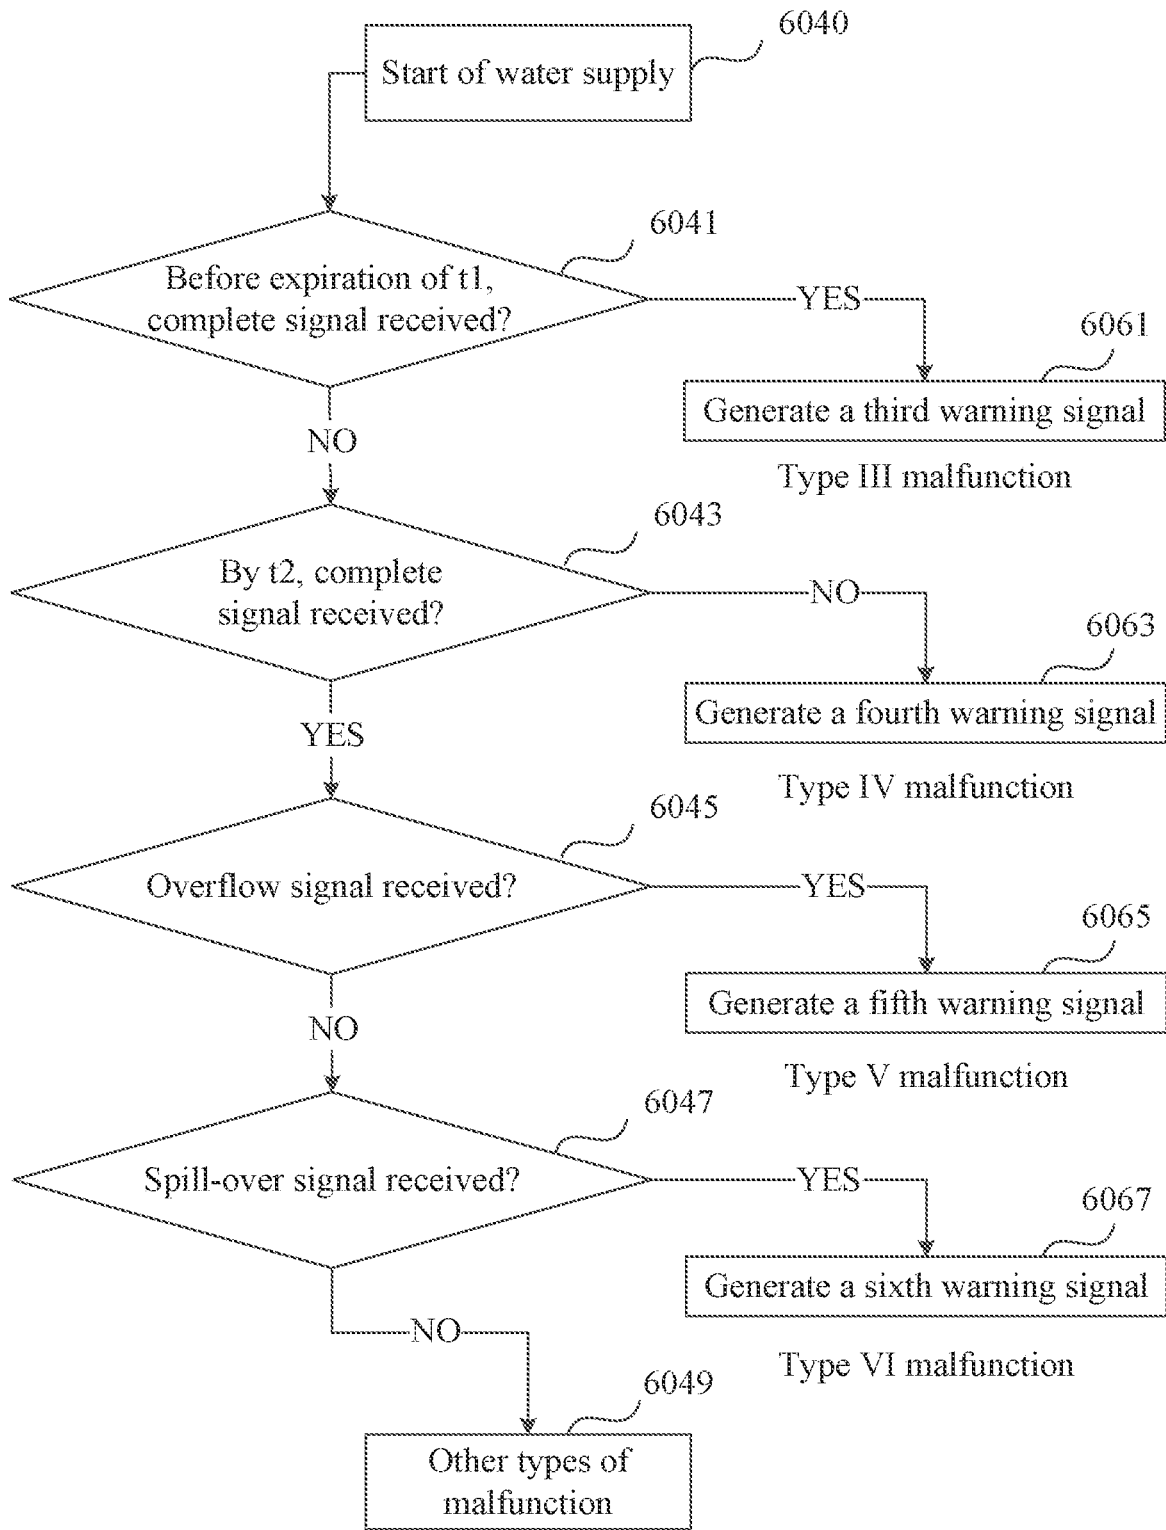 6040
Start of water supply
6041
Before expiration of t1,
complete signal received?
YES
6061
Generate a third warning signal
Type III malfunction
NO
6043
By t2, complete
signal received?
NO
6063
Generate a fourth warning signal
Type IV malfunction
YES
6045
Overflow signal received?
YES
6065
Generate a fifth warning signal
Type V malfunction
NO
6047
Spill-over signal received?
YES
6067
Generate a sixth warning signal
Type VI malfunction
NO
6049
Other types of
malfunction